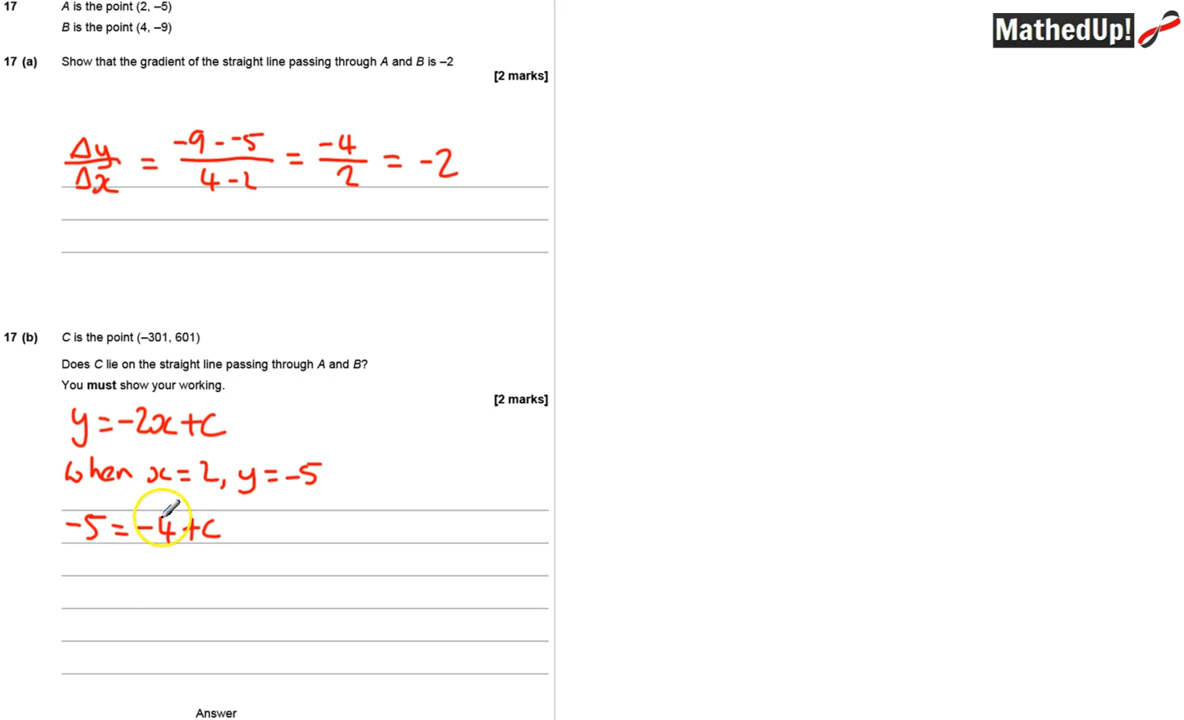 17 A is the point (2, –5)
B is the point (4, –9)
MathedUp!
17 (a) Show that the gradient of the straight line passing through A and B is –2
[2 marks]
Δy/Δx = (-9 - -5)/(4 - 2) = -4/2 = -2
17 (b) C is the point (–301, 601)
Does C lie on the straight line passing through A and B?
You must show your working.
[2 marks]
y = -2x + c
when x = 2, y = -5
-5 = -4 + c
Answer